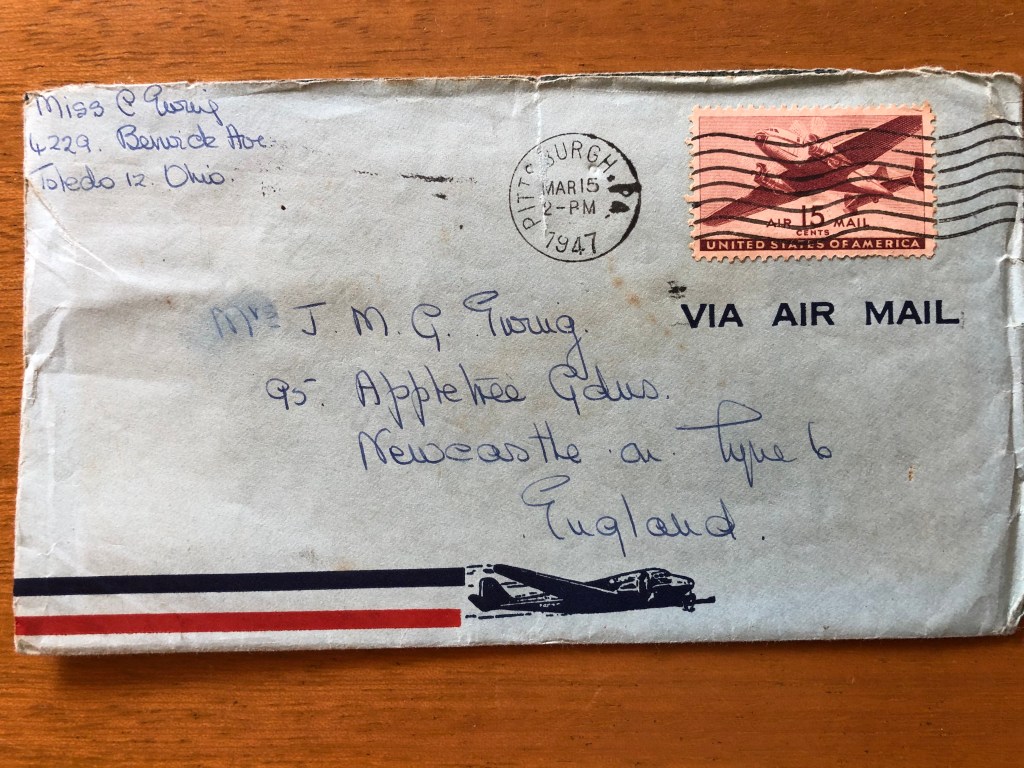 Miss C Ewing
4229. Berwick Ave.
Toledo 12. Ohio.
PITTSBURGH, PA.
MAR 15
2-PM
1947
AIR 15 MAIL
CENTS
UNITED STATES OF AMERICA
VIA AIR MAIL
Mrs J. M. G. Ewing.
95. Appletree Gdns.
Newcastle on. Tyne 6
England.